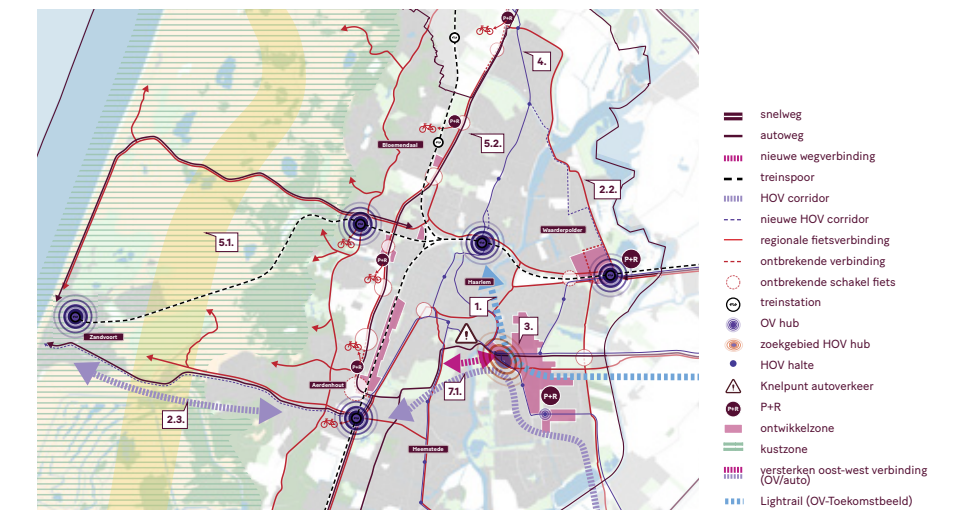 P+R
4.
P+R
5.2.
Bloemendaal
2.2.
Waarderpolder
5.1.
P+R
P+R
Haarlem
1.
3.
Zandvoort
P+R
Aerdenhout
7.1.
P+R
2.3.
Heemstede
snelweg
autoweg
nieuwe wegverbinding
treinspoor
HOV corridor
nieuwe HOV corridor
regionale fietsverbinding
ontbrekende verbinding
ontbrekende schakel fiets
treinstation
OV hub
zoekgebied HOV hub
HOV halte
Knelpunt autoverkeer
P+R P+R
ontwikkelzone
kustzone
versterken oost-west verbinding
(OV/auto)
Lightrail (OV-Toekomstbeeld)